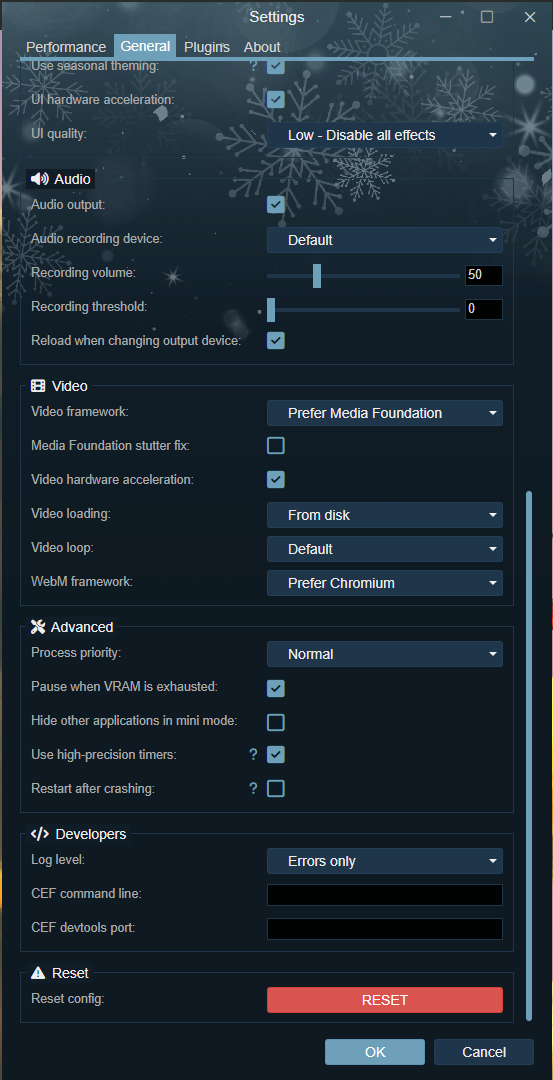 Settings
Performance General Plugins About
Use seasonal theming: ?
UI hardware acceleration:
UI quality: Low - Disable all effects
Audio
Audio output:
Audio recording device: Default
Recording volume: 50
Recording threshold: 0
Reload when changing output device:
Video
Video framework: Prefer Media Foundation
Media Foundation stutter fix:
Video hardware acceleration:
Video loading: From disk
Video loop: Default
WebM framework: Prefer Chromium
Advanced
Process priority: Normal
Pause when VRAM is exhausted:
Hide other applications in mini mode:
Use high-precision timers: ?
Restart after crashing: ?
Developers
Log level: Errors only
CEF command line:
CEF devtools port:
Reset
Reset config: RESET
OK Cancel